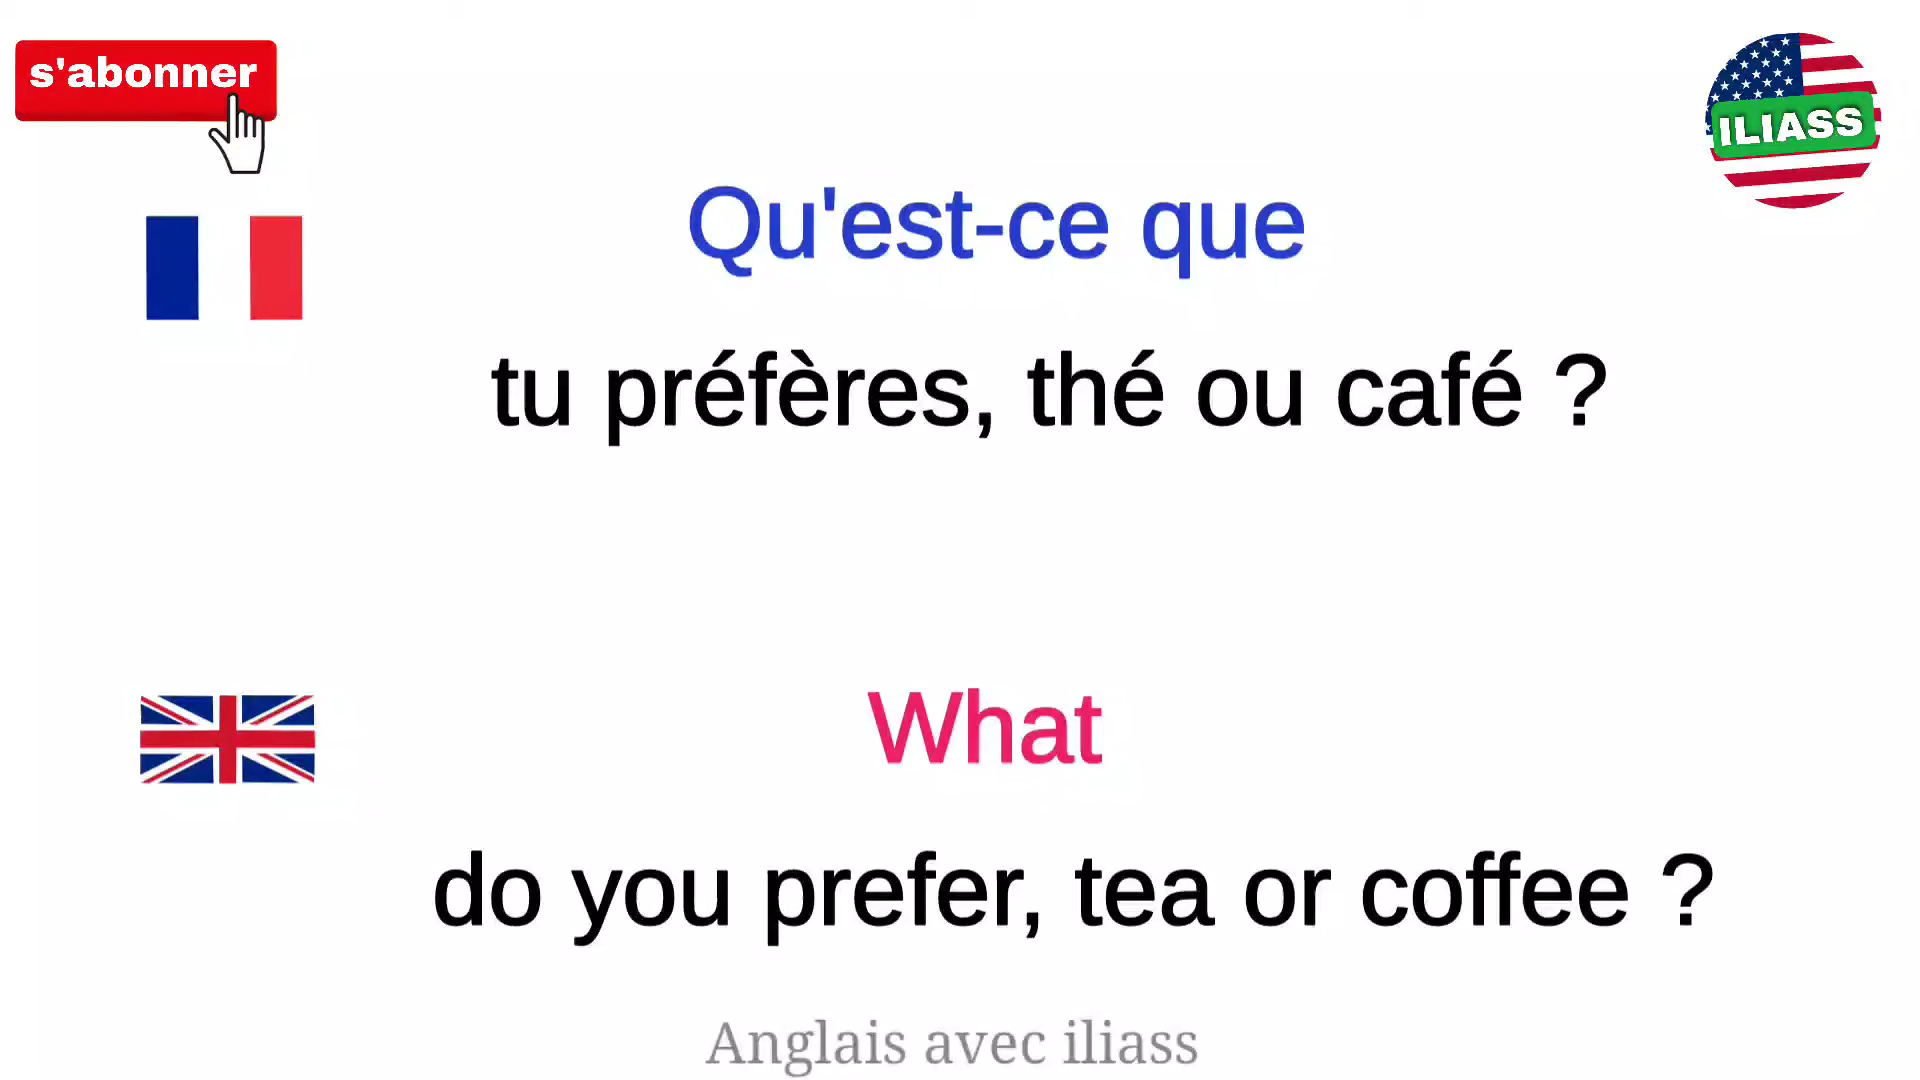 s'abonner
ILIASS
Qu'est-ce que
tu préfères, thé ou café ?
What
do you prefer, tea or coffee ?
Anglais avec iliass